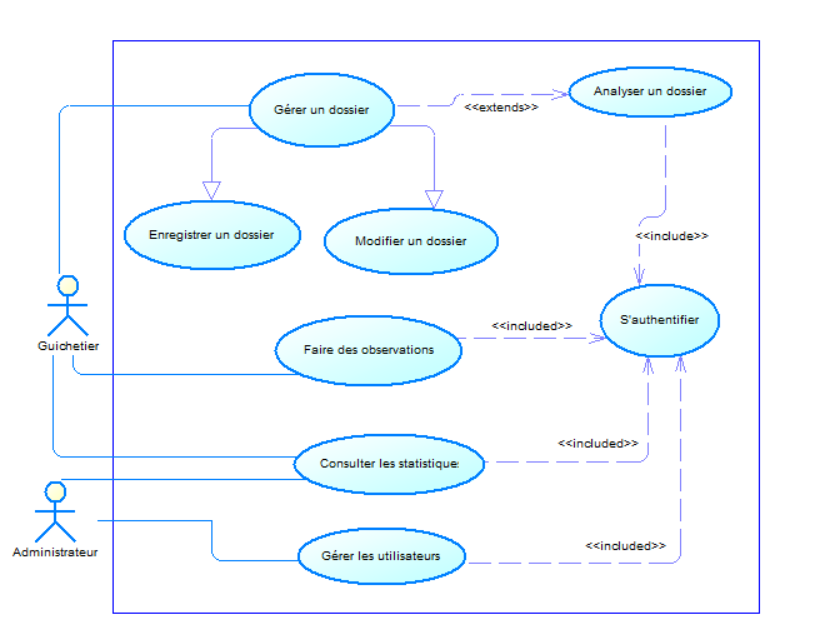 Gérer un dossier
<<extends>>
Analyser un dossier
Enregistrer un dossier
Modifier un dossier
<<include>>
Guichetier
Faire des observations
<<included>>
S'authentifier
Consulter les statistique:
<<included>>
Administrateur
Gérer les utilisateurs
<<included>>